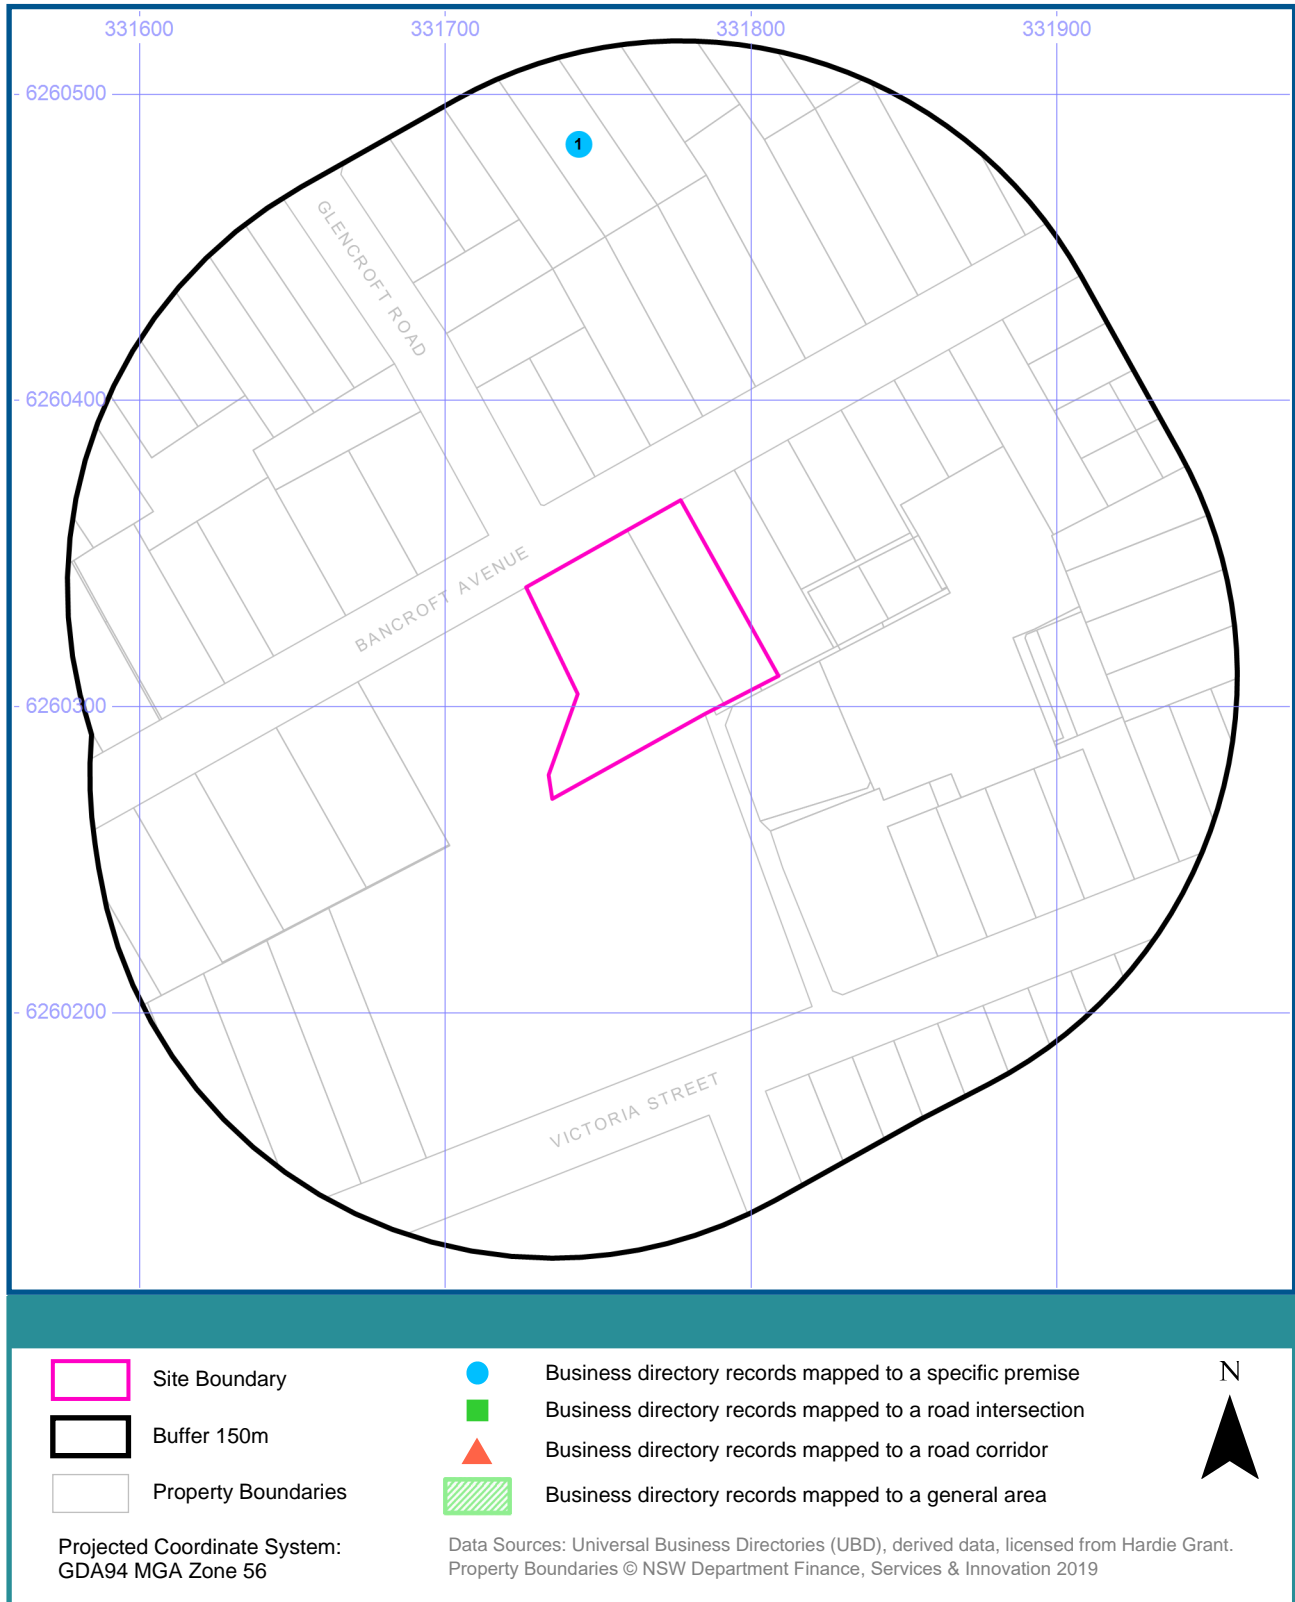 331600 331700 331800 331900
- 6260500
1
GLENCROFT ROAD
- 6260400
BANCROFT AVENUE
- 6260300
- 6260200
VICTORIA STREET
Site Boundary
Buffer 150m
Property Boundaries
Business directory records mapped to a specific premise
Business directory records mapped to a road intersection
Business directory records mapped to a road corridor
Business directory records mapped to a general area
N
Projected Coordinate System:
GDA94 MGA Zone 56
Data Sources: Universal Business Directories (UBD), derived data, licensed from Hardie Grant.
Property Boundaries © NSW Department Finance, Services & Innovation 2019